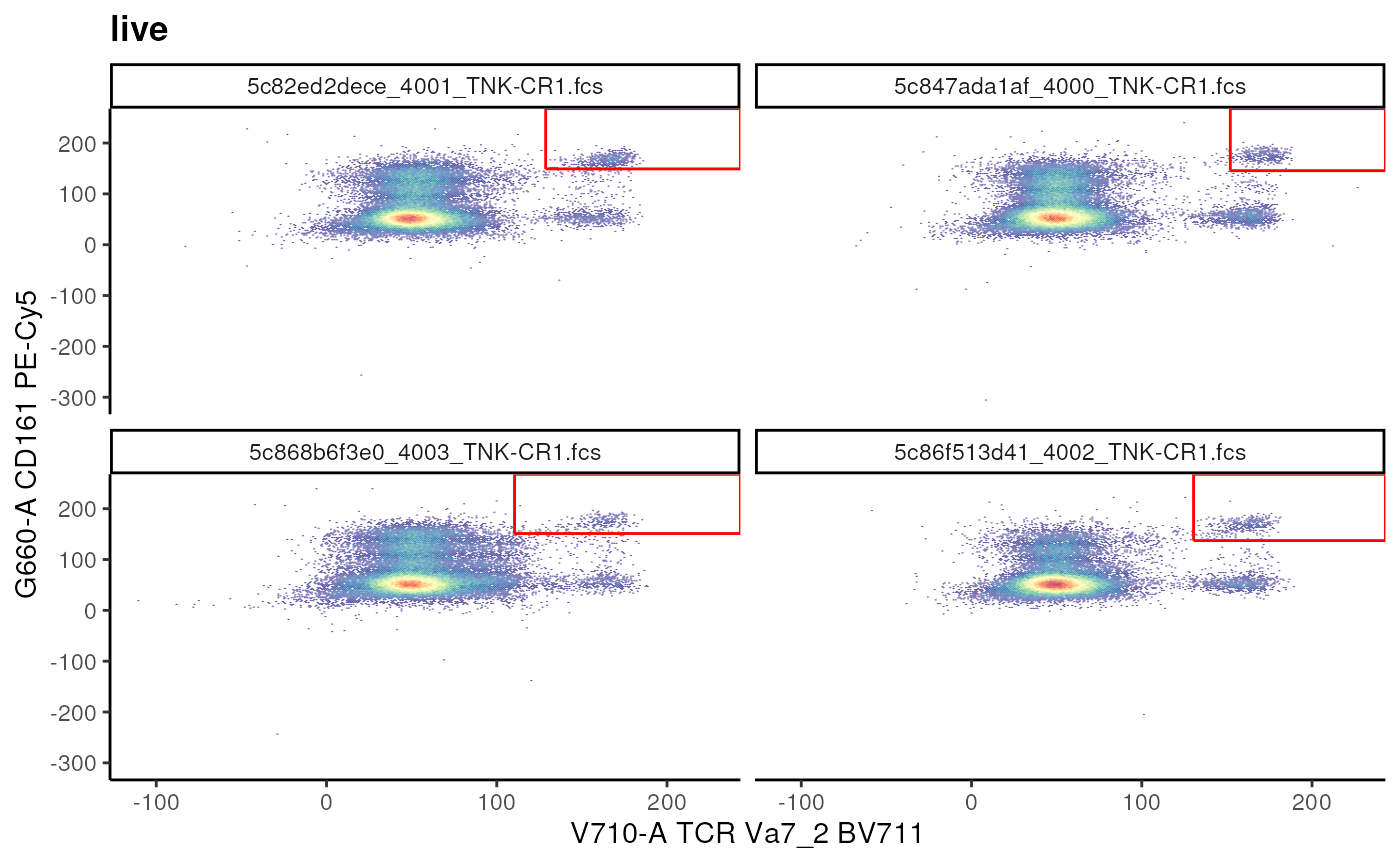 live
5c82ed2dece_4001_TNK-CR1.fcs
5c847ada1af_4000_TNK-CR1.fcs
200
100
0
-100
-200
-300
5c868b6f3e0_4003_TNK-CR1.fcs
5c86f513d41_4002_TNK-CR1.fcs
200
100
0
-100
-200
-300
G660-A CD161 PE-Cy5
-100 0 100 200
-100 0 100 200
V710-A TCR Va7_2 BV711